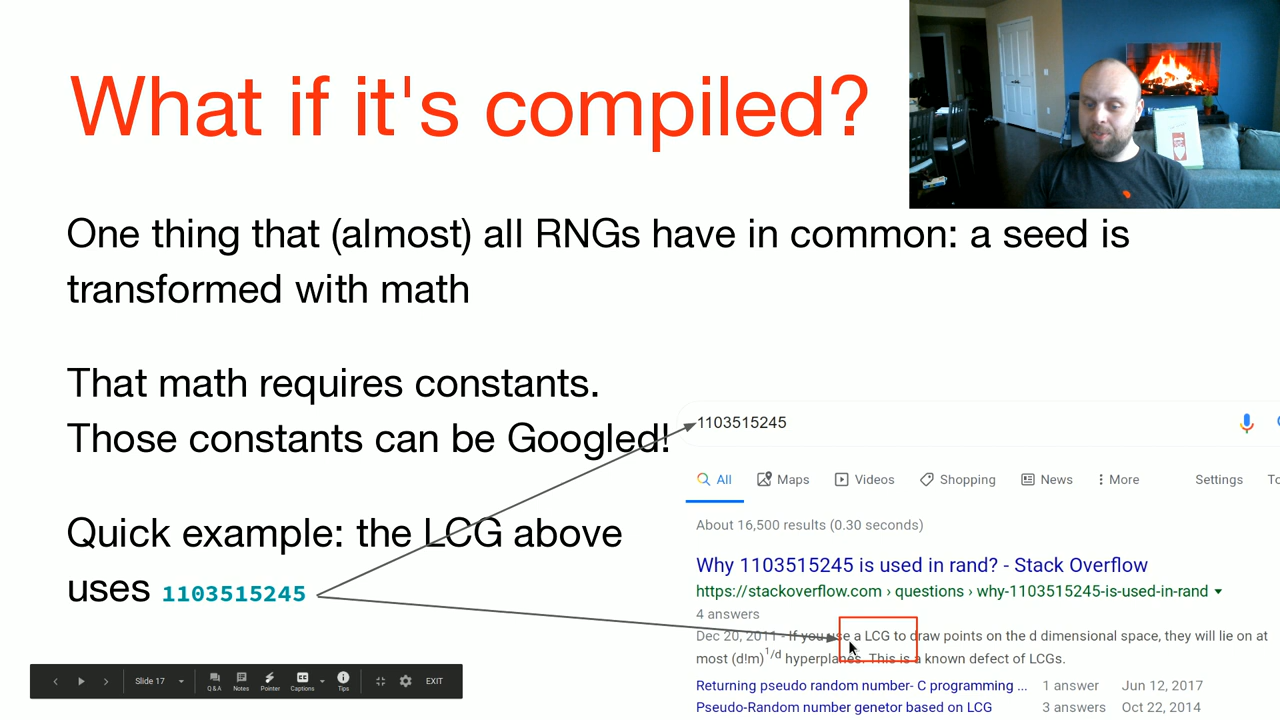 What if it's compiled?
One thing that (almost) all RNGs have in common: a seed is
transformed with math
That math requires constants.
Those constants can be Googled!
Quick example: the LCG above
uses 1103515245
1103515245
All Maps Videos Shopping News More Settings To
About 16,500 results (0.30 seconds)
Why 1103515245 is used in rand? - Stack Overflow
https://stackoverflow.com › questions › why-1103515245-is-used-in-rand
4 answers
Dec 20, 2011 - If you use a LCG to draw points on the d dimensional space, they will lie on at
most (d!m)1/d hyperplanes. This is a known defect of LCGs.
Returning pseudo random number- C programming ... 1 answer Jun 12, 2017
Pseudo-Random number genetor based on LCG 3 answers Oct 22, 2014
Slide 17 Q&A Notes Pointer Captions Tips EXIT